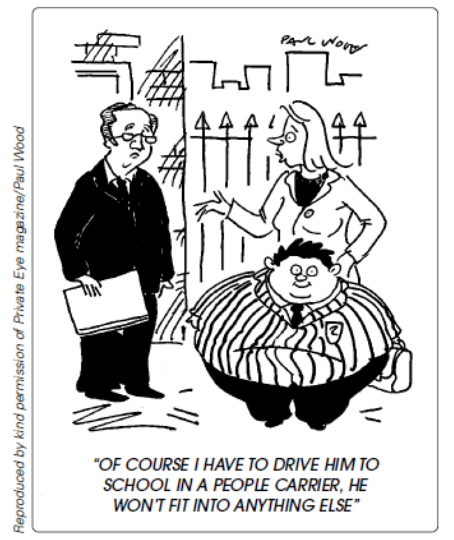 Reproduced by kind permission of Private Eye magazine/Paul Wood
PAUL WOOD
2
“OF COURSE I HAVE TO DRIVE HIM TO
SCHOOL IN A PEOPLE CARRIER, HE
WON’T FIT INTO ANYTHING ELSE”